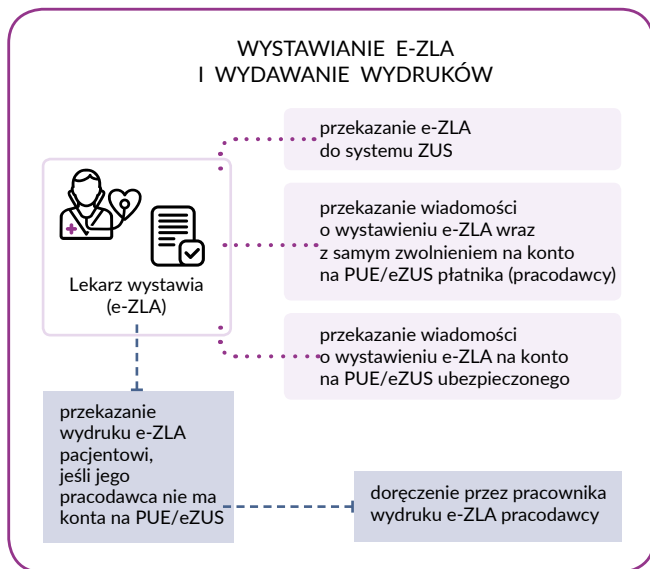 WYSTAWIANIE E-ZLA
I WYDAWANIE WYDRUKÓW
przekazanie e-ZLA
do systemu ZUS
Lekarz wystawia
(e-ZLA)
przekazanie wiadomości
o wystawieniu e-ZLA wraz
z samym zwolnieniem na konto
na PUE/eZUS płatnika (pracodawcy)
przekazanie wiadomości
o wystawieniu e-ZLA na konto
na PUE/eZUS ubezpieczonego
przekazanie
wydruku e-ZLA
pacjentowi,
jeśli jego
pracodawca nie ma
konta na PUE/eZUS
doręczenie przez pracownika
wydruku e-ZLA pracodawcy